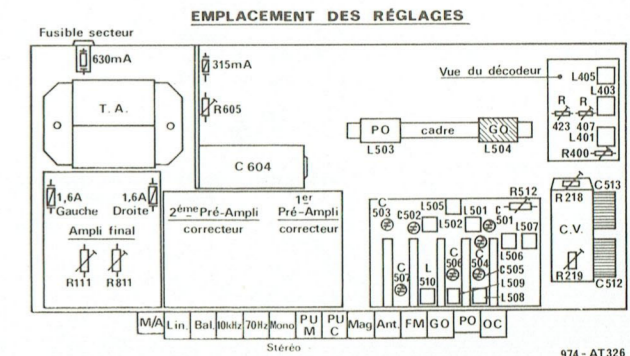 EMPLACEMENT DES RÉGLAGES
Fusible secteur
630mA
315mA
R605
T. A.
C 604
Vue du décodeur
L405
L403
R
423
R
407
L401
R400
PO
cadre
GO
L503
L504
1,6A
Gauche
1,6A
Droite
Ampli final
R111
R811
2ème Pré-Ampli
correcteur
1er
Pré-Ampli
correcteur
R512
C
503
C502
L505
L502
L501
C
501
L507
L506
C
507
L
510
C
506
C
504
C505
L509
L508
R218
C513
C.V.
R219
C512
M/A
Lin.
Bal.
10kHz
70Hz
Mono
PU
M
PU
C
Mag
Ant.
FM
GO
PO
OC
Stéréo
974 - AT326